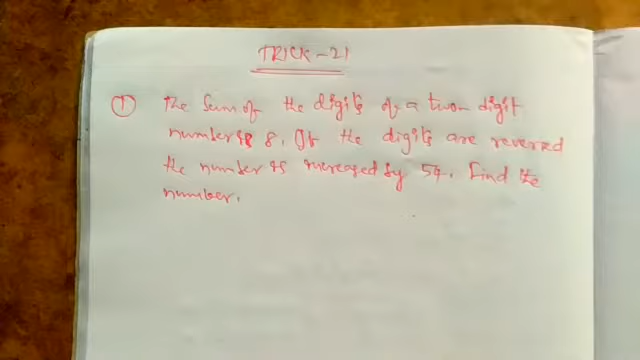 TRICK-21
① The Sum of the digits of a two digit
number is 8. If the digits are reversed
the number is increased by 54. Find the
number.